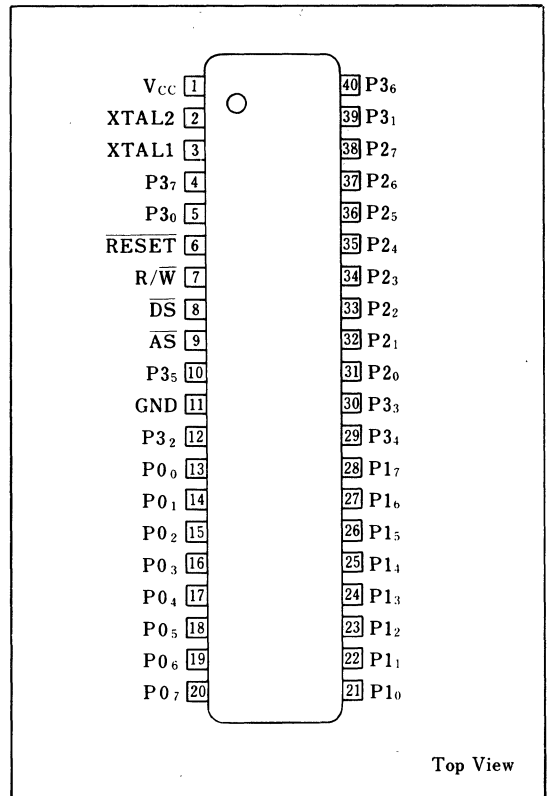 V_CC 1 40 P3₆
XTAL2 2 39 P3₁
XTAL1 3 38 P2₇
P3₇ 4 37 P2₆
P3₀ 5 36 P2₅
R̅E̅S̅E̅T̅ 6 35 P2₄
R/W̅ 7 34 P2₃
D̅S̅ 8 33 P2₂
A̅S̅ 9 32 P2₁
P3₅ 10 31 P2₀
GND 11 30 P3₃
P3₂ 12 29 P3₄
P0₀ 13 28 P1₇
P0₁ 14 27 P1₆
P0₂ 15 26 P1₅
P0₃ 16 25 P1₄
P0₄ 17 24 P1₃
P0₅ 18 23 P1₂
P0₆ 19 22 P1₁
P0₇ 20 21 P1₀
Top View